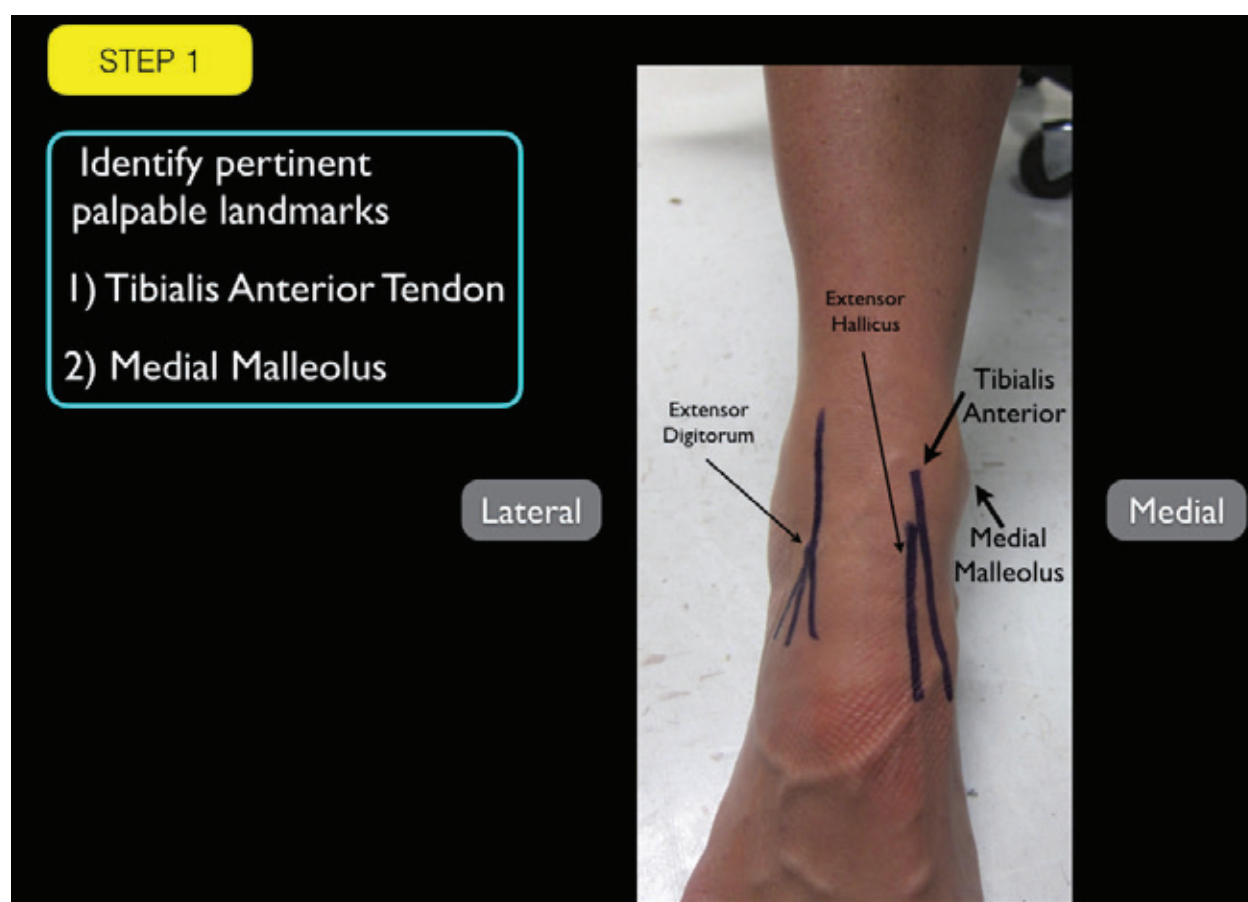 STEP 1
Identify pertinent
palpable landmarks
1) Tibialis Anterior Tendon
2) Medial Malleolus
Extensor
Hallicus
Tibialis
Anterior
Extensor
Digitorum
Lateral
Medial
Medial
Malleolus